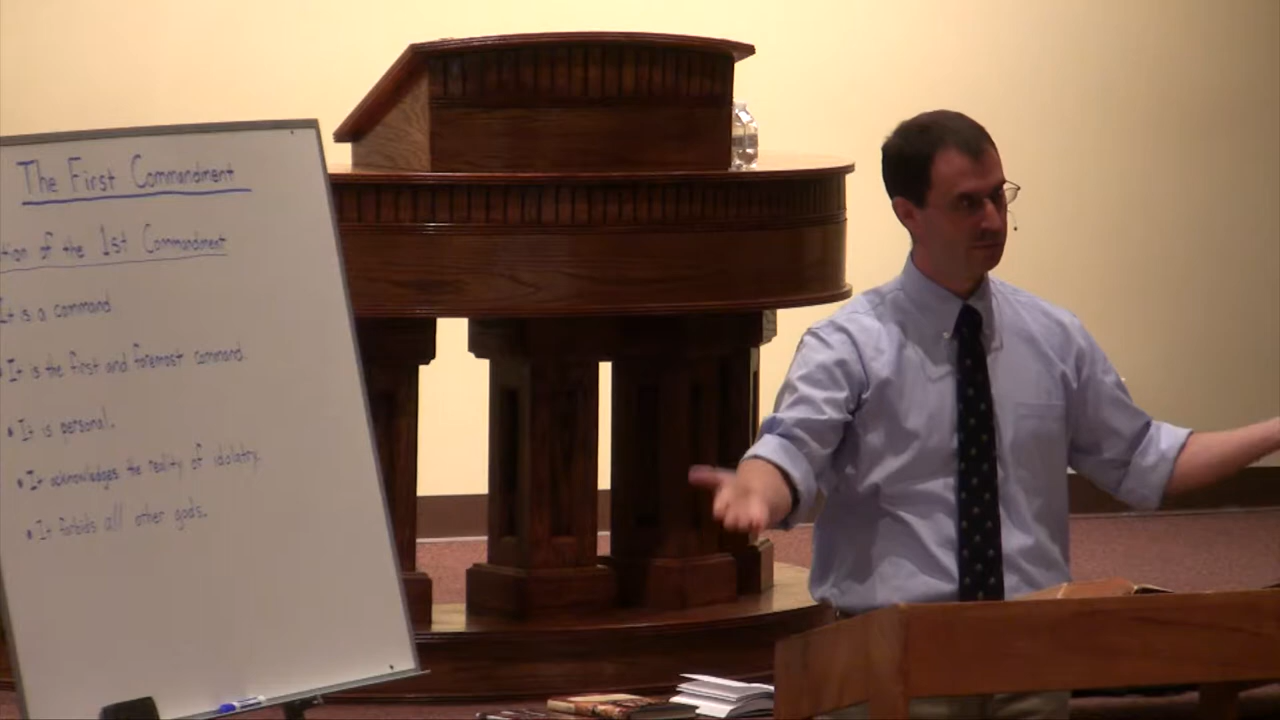 The First Commandment
tion of the 1st Commandment
It is a command
• It is the first and foremost command.
• It is personal.
• It acknowledges the reality of idolatry.
• It forbids all other gods.